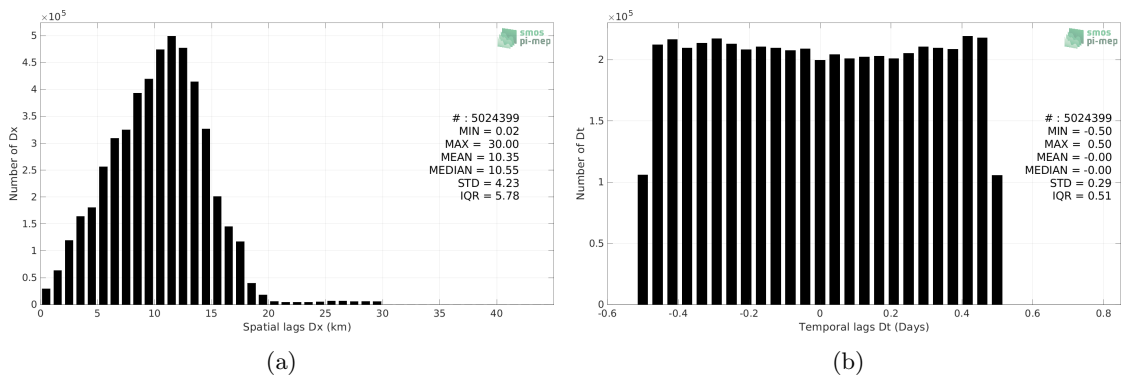 ×10⁵
5
4.5
4
3.5
3
2.5
2
1.5
1
0.5
0
Number of Dx
0 5 10 15 20 25 30 35 40
Spatial lags Dx (km)
smos
pi-mep
# : 5024399
MIN = 0.02
MAX = 30.00
MEAN = 10.35
MEDIAN = 10.55
STD = 4.23
IQR = 5.78
(a)
×10⁵
2
1.5
1
0.5
0
Number of Dt
-0.6 -0.4 -0.2 0 0.2 0.4 0.6 0.8
Temporal lags Dt (Days)
smos
pi-mep
# : 5024399
MIN = -0.50
MAX = 0.50
MEAN = -0.00
MEDIAN = -0.00
STD = 0.29
IQR = 0.51
(b)